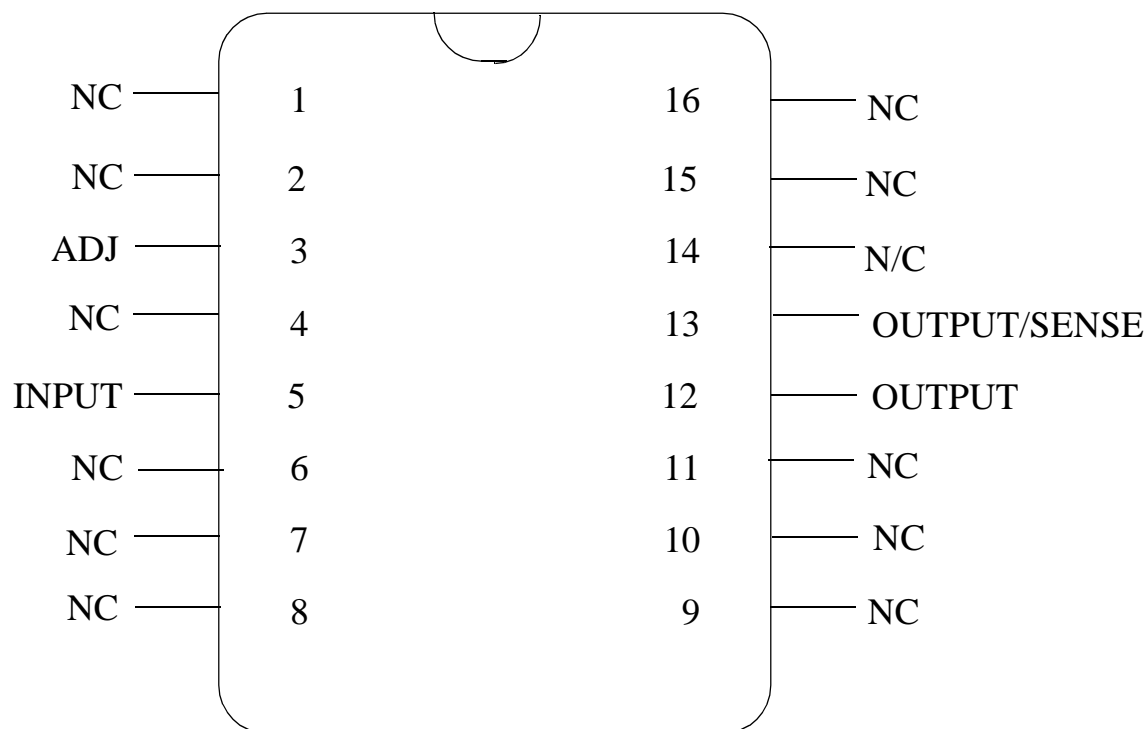 NC 1 16 NC
NC 2 15 NC
ADJ 3 14 N/C
NC 4 13 OUTPUT/SENSE
INPUT 5 12 OUTPUT
NC 6 11 NC
NC 7 10 NC
NC 8 9 NC